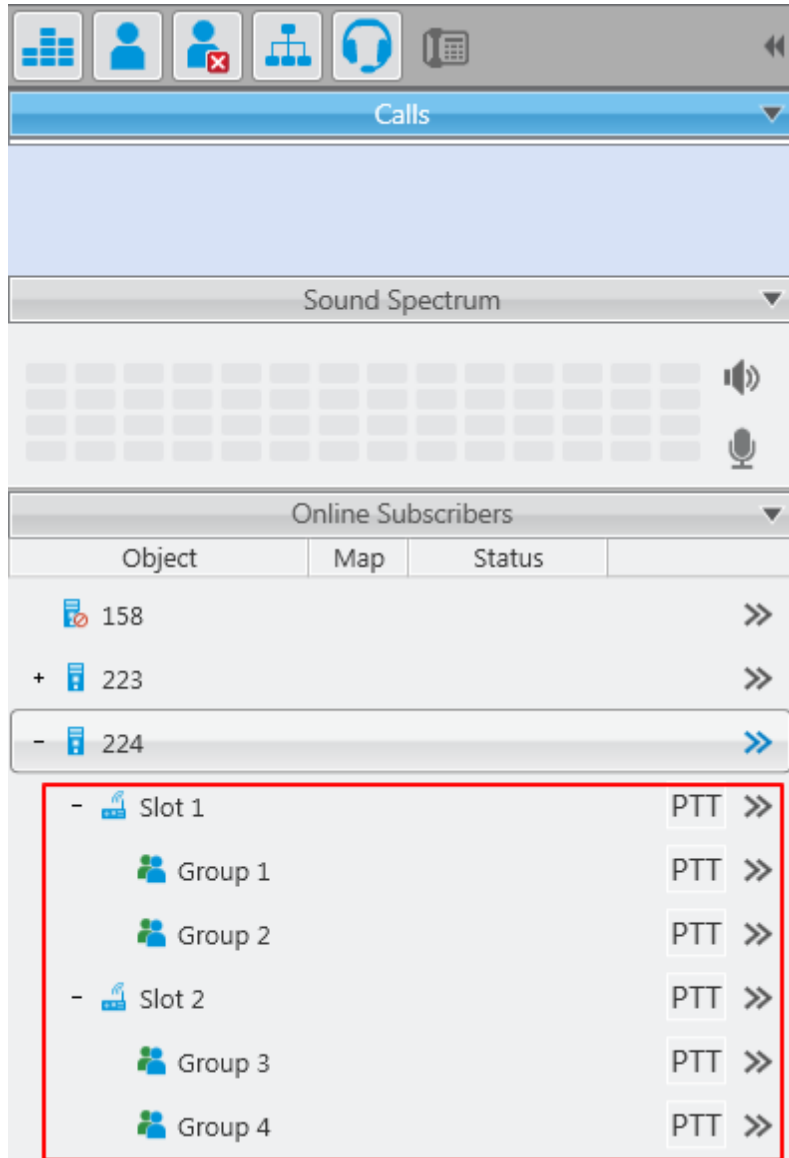 Calls
Sound Spectrum
Online Subscribers
Object Map Status
158
+ 223
- 224
- Slot 1 PTT
Group 1 PTT
Group 2 PTT
- Slot 2 PTT
Group 3 PTT
Group 4 PTT